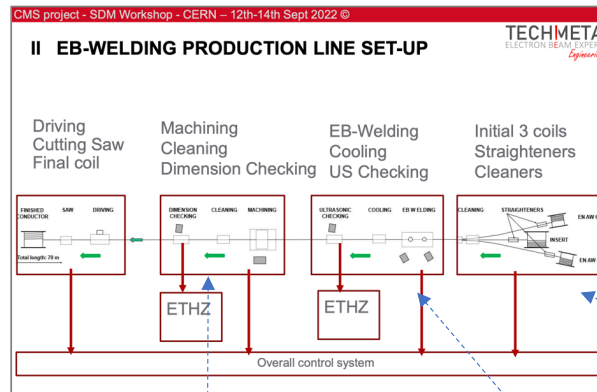 CMS project - SDM Workshop - CERN – 12th-14th Sept 2022 ©
TECHMETA
ELECTRON BEAM EXPER
Engineeri
II EB-WELDING PRODUCTION LINE SET-UP
Driving
Cutting Saw
Final coil
Machining
Cleaning
Dimension Checking
EB-Welding
Cooling
US Checking
Initial 3 coils
Straighteners
Cleaners
FINISHED
CONDUCTOR
SAW
DRIVING
Total length: 70 m
DIMENSION
CHECKING
CLEANING
MACHINING
ULTRASONIC
CHECKING
COOLING
EB WELDING
CLEANING
STRAIGHTENERS
EN AW
INSERT
EN AW
ETHZ
ETHZ
Overall control system